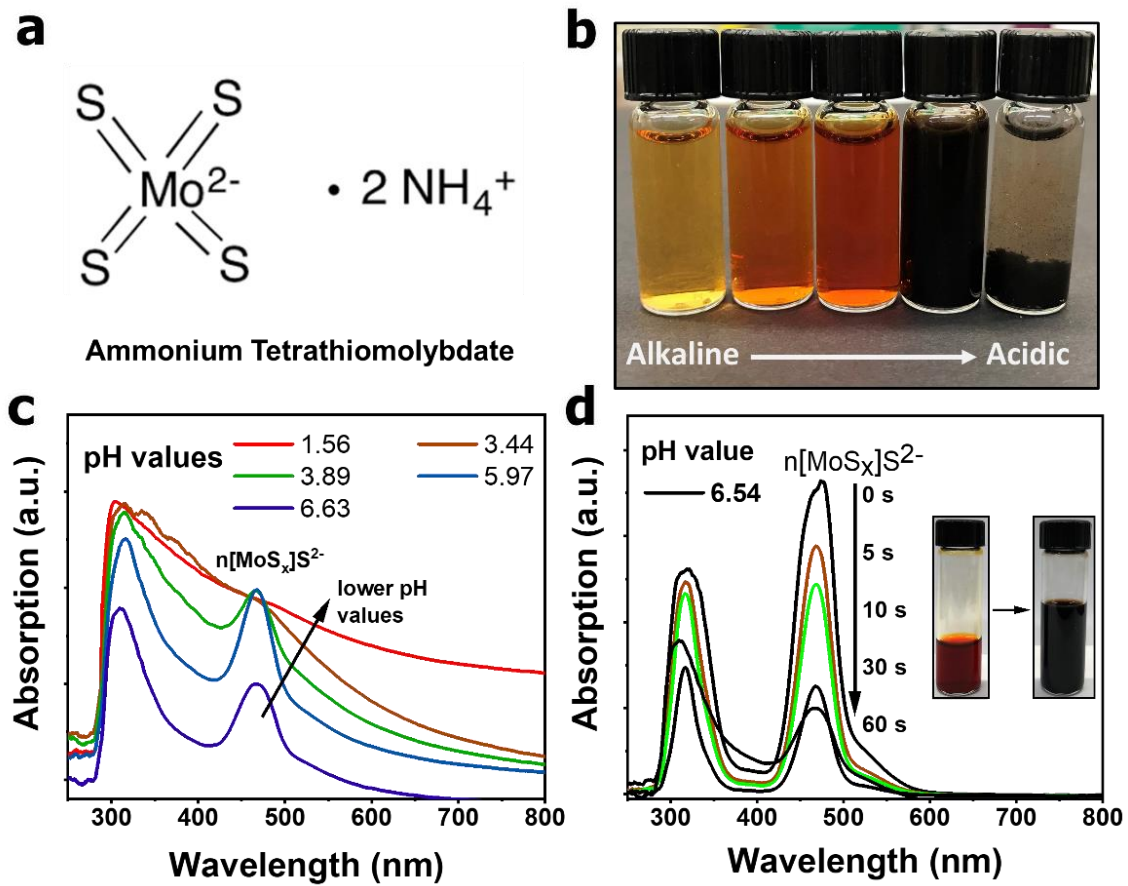 a
S S
Mo²⁻
S S
· 2 NH₄⁺
Ammonium Tetrathiomolybdate
b
Alkaline Acidic
c
pH values
1.56 3.44
3.89 5.97
6.63
n[MoSₓ]S²⁻
lower pH
values
Absorption (a.u.)
300 400 500 600 700 800
Wavelength (nm)
d
pH value
6.54
n[MoSₓ]S²⁻
0 s
5 s
10 s
30 s
60 s
Absorption (a.u.)
300 400 500 600 700 800
Wavelength (nm)